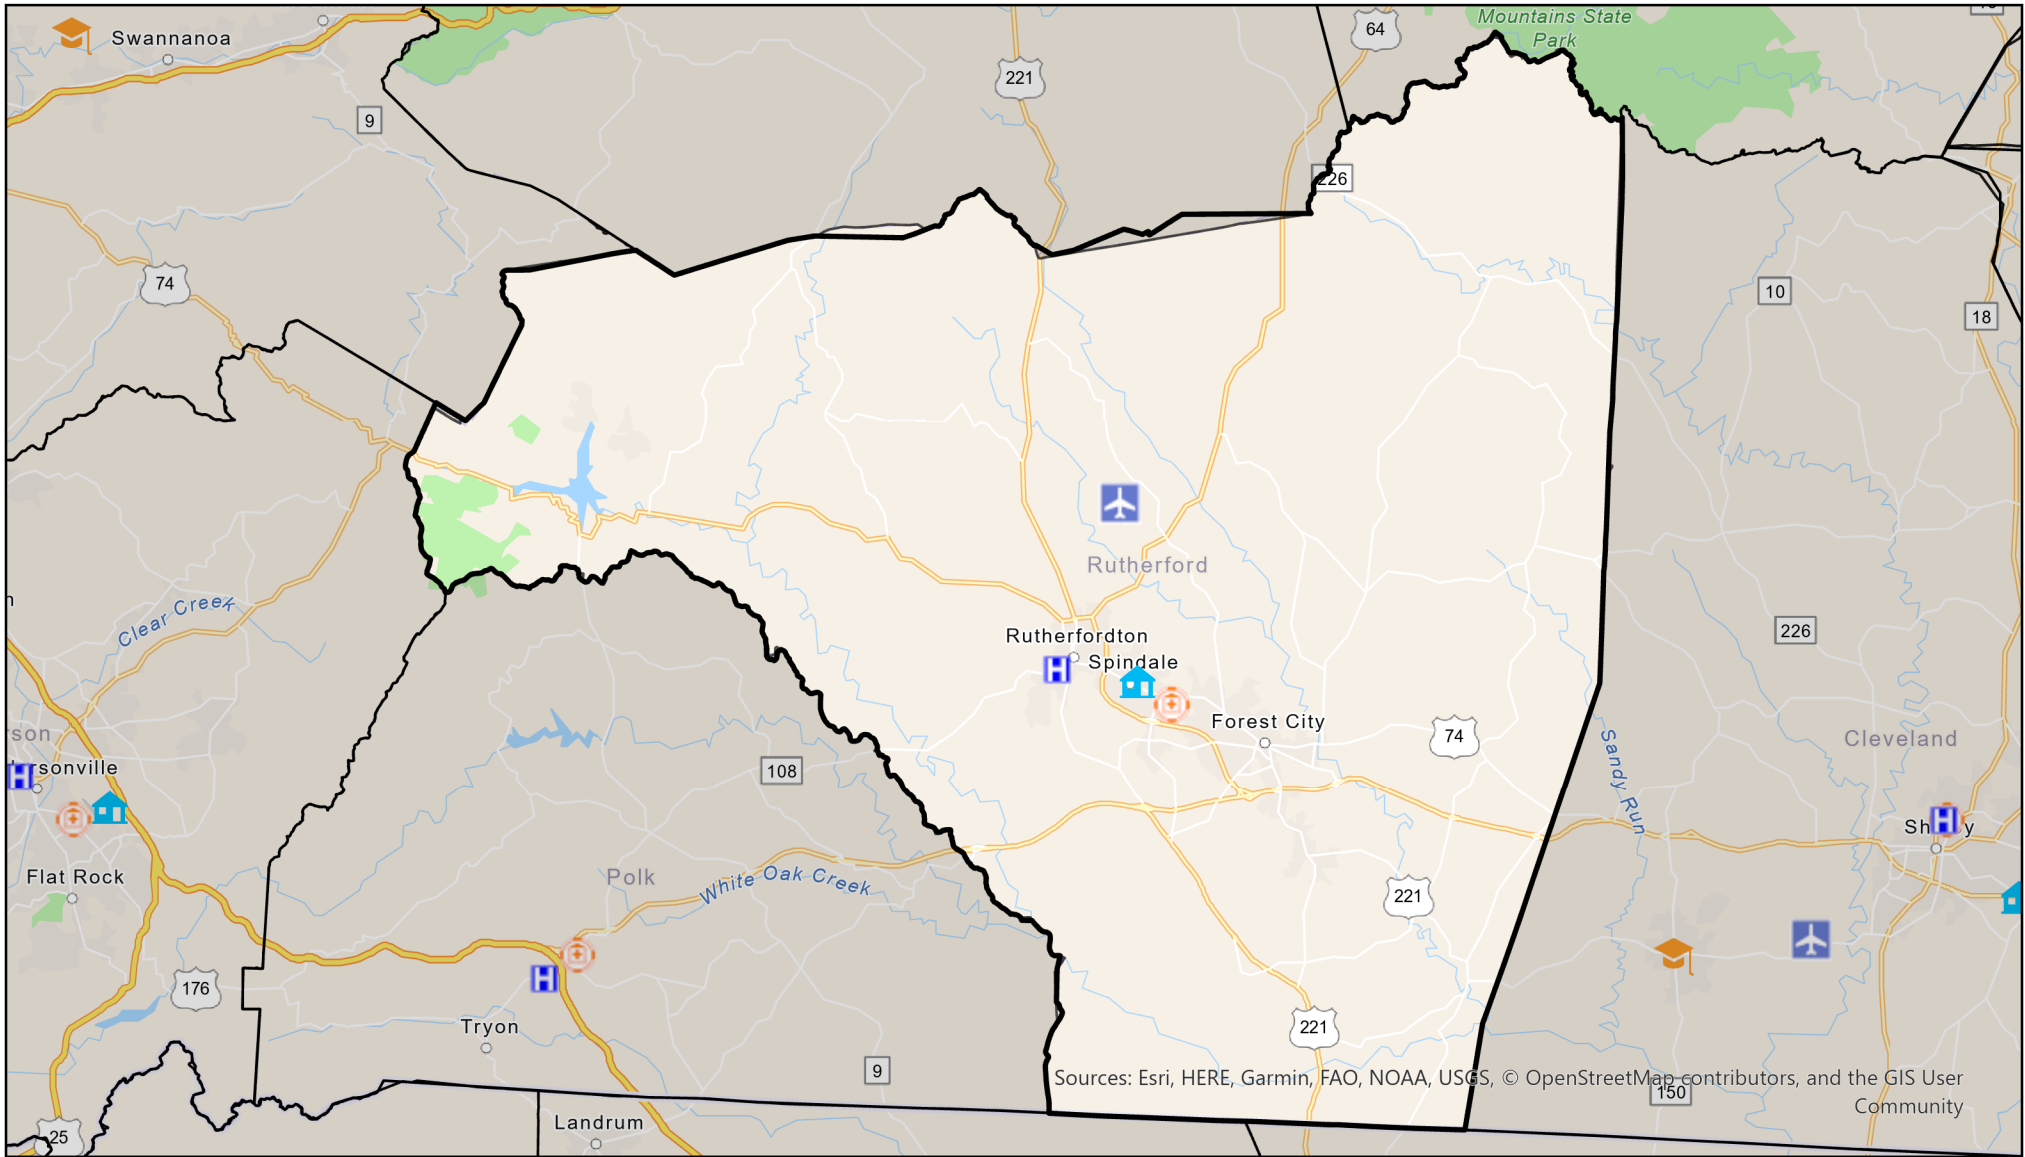 Mountains State
Park
Swannanoa
64
221
9
226
74
10
18
Clear Creek
Rutherford
Rutherfordton
Spindale
226
Forest City
74
Cleveland
Sandy Run
108
Flat Rock
Polk
White Oak Creek
221
176
Tryon
221
9
Sources: Esri, HERE, Garmin, FAO, NOAA, USGS, © OpenStreetMap contributors, and the GIS User
Community
150
Landrum
25